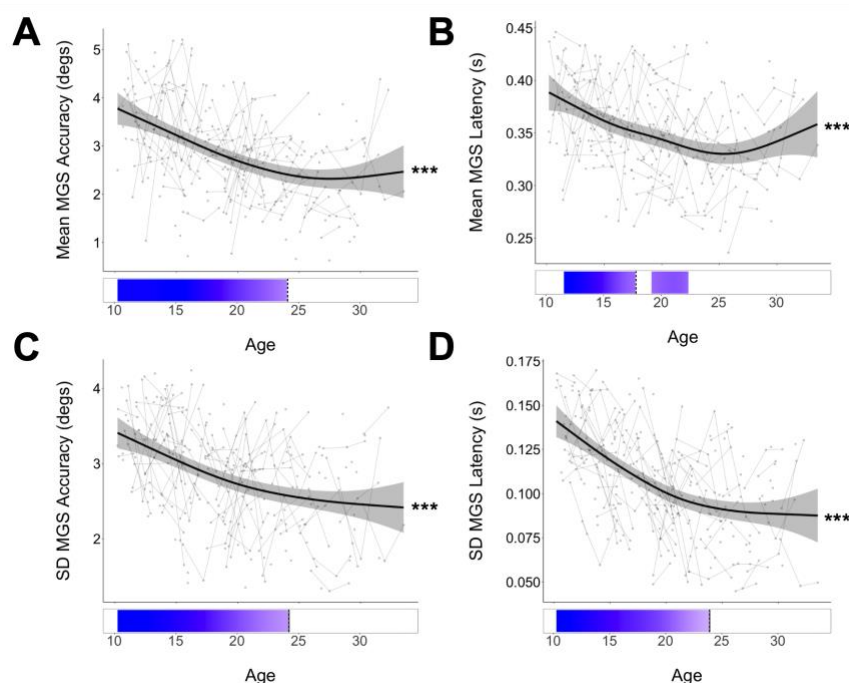 A
Mean MGS Accuracy (degs)
5
4
3
2
1
***
10 15 20 25 30
Age
B
Mean MGS Latency (s)
0.45
0.40
0.35
0.30
0.25
***
10 15 20 25 30
Age
C
SD MGS Accuracy (degs)
4
3
2
***
10 15 20 25 30
Age
D
SD MGS Latency (s)
0.175
0.150
0.125
0.100
0.075
0.050
***
10 15 20 25 30
Age